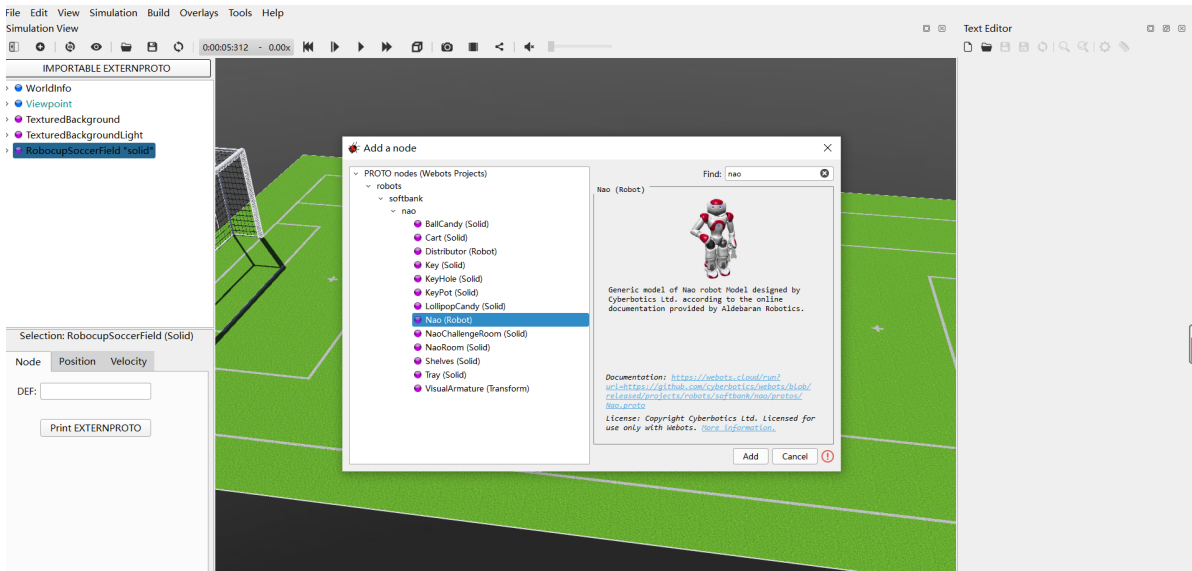 File Edit View Simulation Build Overlays Tools Help
Simulation View
Text Editor
0:00:05:312 - 0.00x
IMPORTABLE EXTERNPROTO
WorldInfo
Viewpoint
TexturedBackground
TexturedBackgroundLight
RobocupSoccerField "solid"
Selection: RobocupSoccerField (Solid)
Node Position Velocity
DEF:
Print EXTERNPROTO
Add a node
PROTO nodes (Webots Projects)
robots
softbank
nao
BallCandy (Solid)
Cart (Solid)
Distributor (Robot)
Key (Solid)
KeyHole (Solid)
KeyPot (Solid)
LollipopCandy (Solid)
Nao (Robot)
NaoChallengeRoom (Solid)
NaoRoom (Solid)
Shelves (Solid)
Tray (Solid)
VisualArmature (Transform)
Find: nao
Nao (Robot)
Generic model of Nao robot Model designed by
Cyberbotics Ltd. according to the online
documentation provided by Aldebaran Robotics.
Documentation: https://webots.cloud/run?
url=https://github.com/cyberbotics/webots/blob/
released/projects/robots/softbank/nao/protos/
Nao.proto
License: Copyright Cyberbotics Ltd. Licensed for
use only with Webots. More information.
Add Cancel